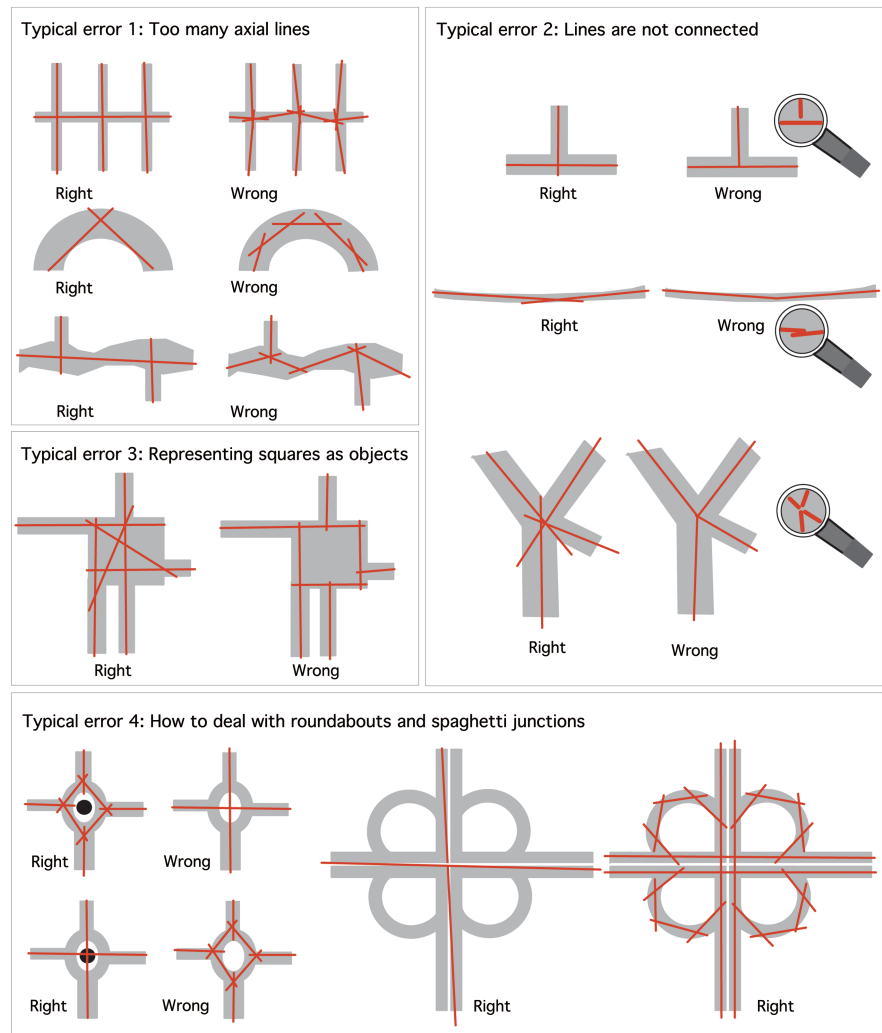 Typical error 1: Too many axial lines
Right
Wrong
Right
Wrong
Right
Wrong
Typical error 2: Lines are not connected
Right
Wrong
Right
Wrong
Right
Wrong
Typical error 3: Representing squares as objects
Right
Wrong
Typical error 4: How to deal with roundabouts and spaghetti junctions
Right
Wrong
Right
Wrong
Right
Right